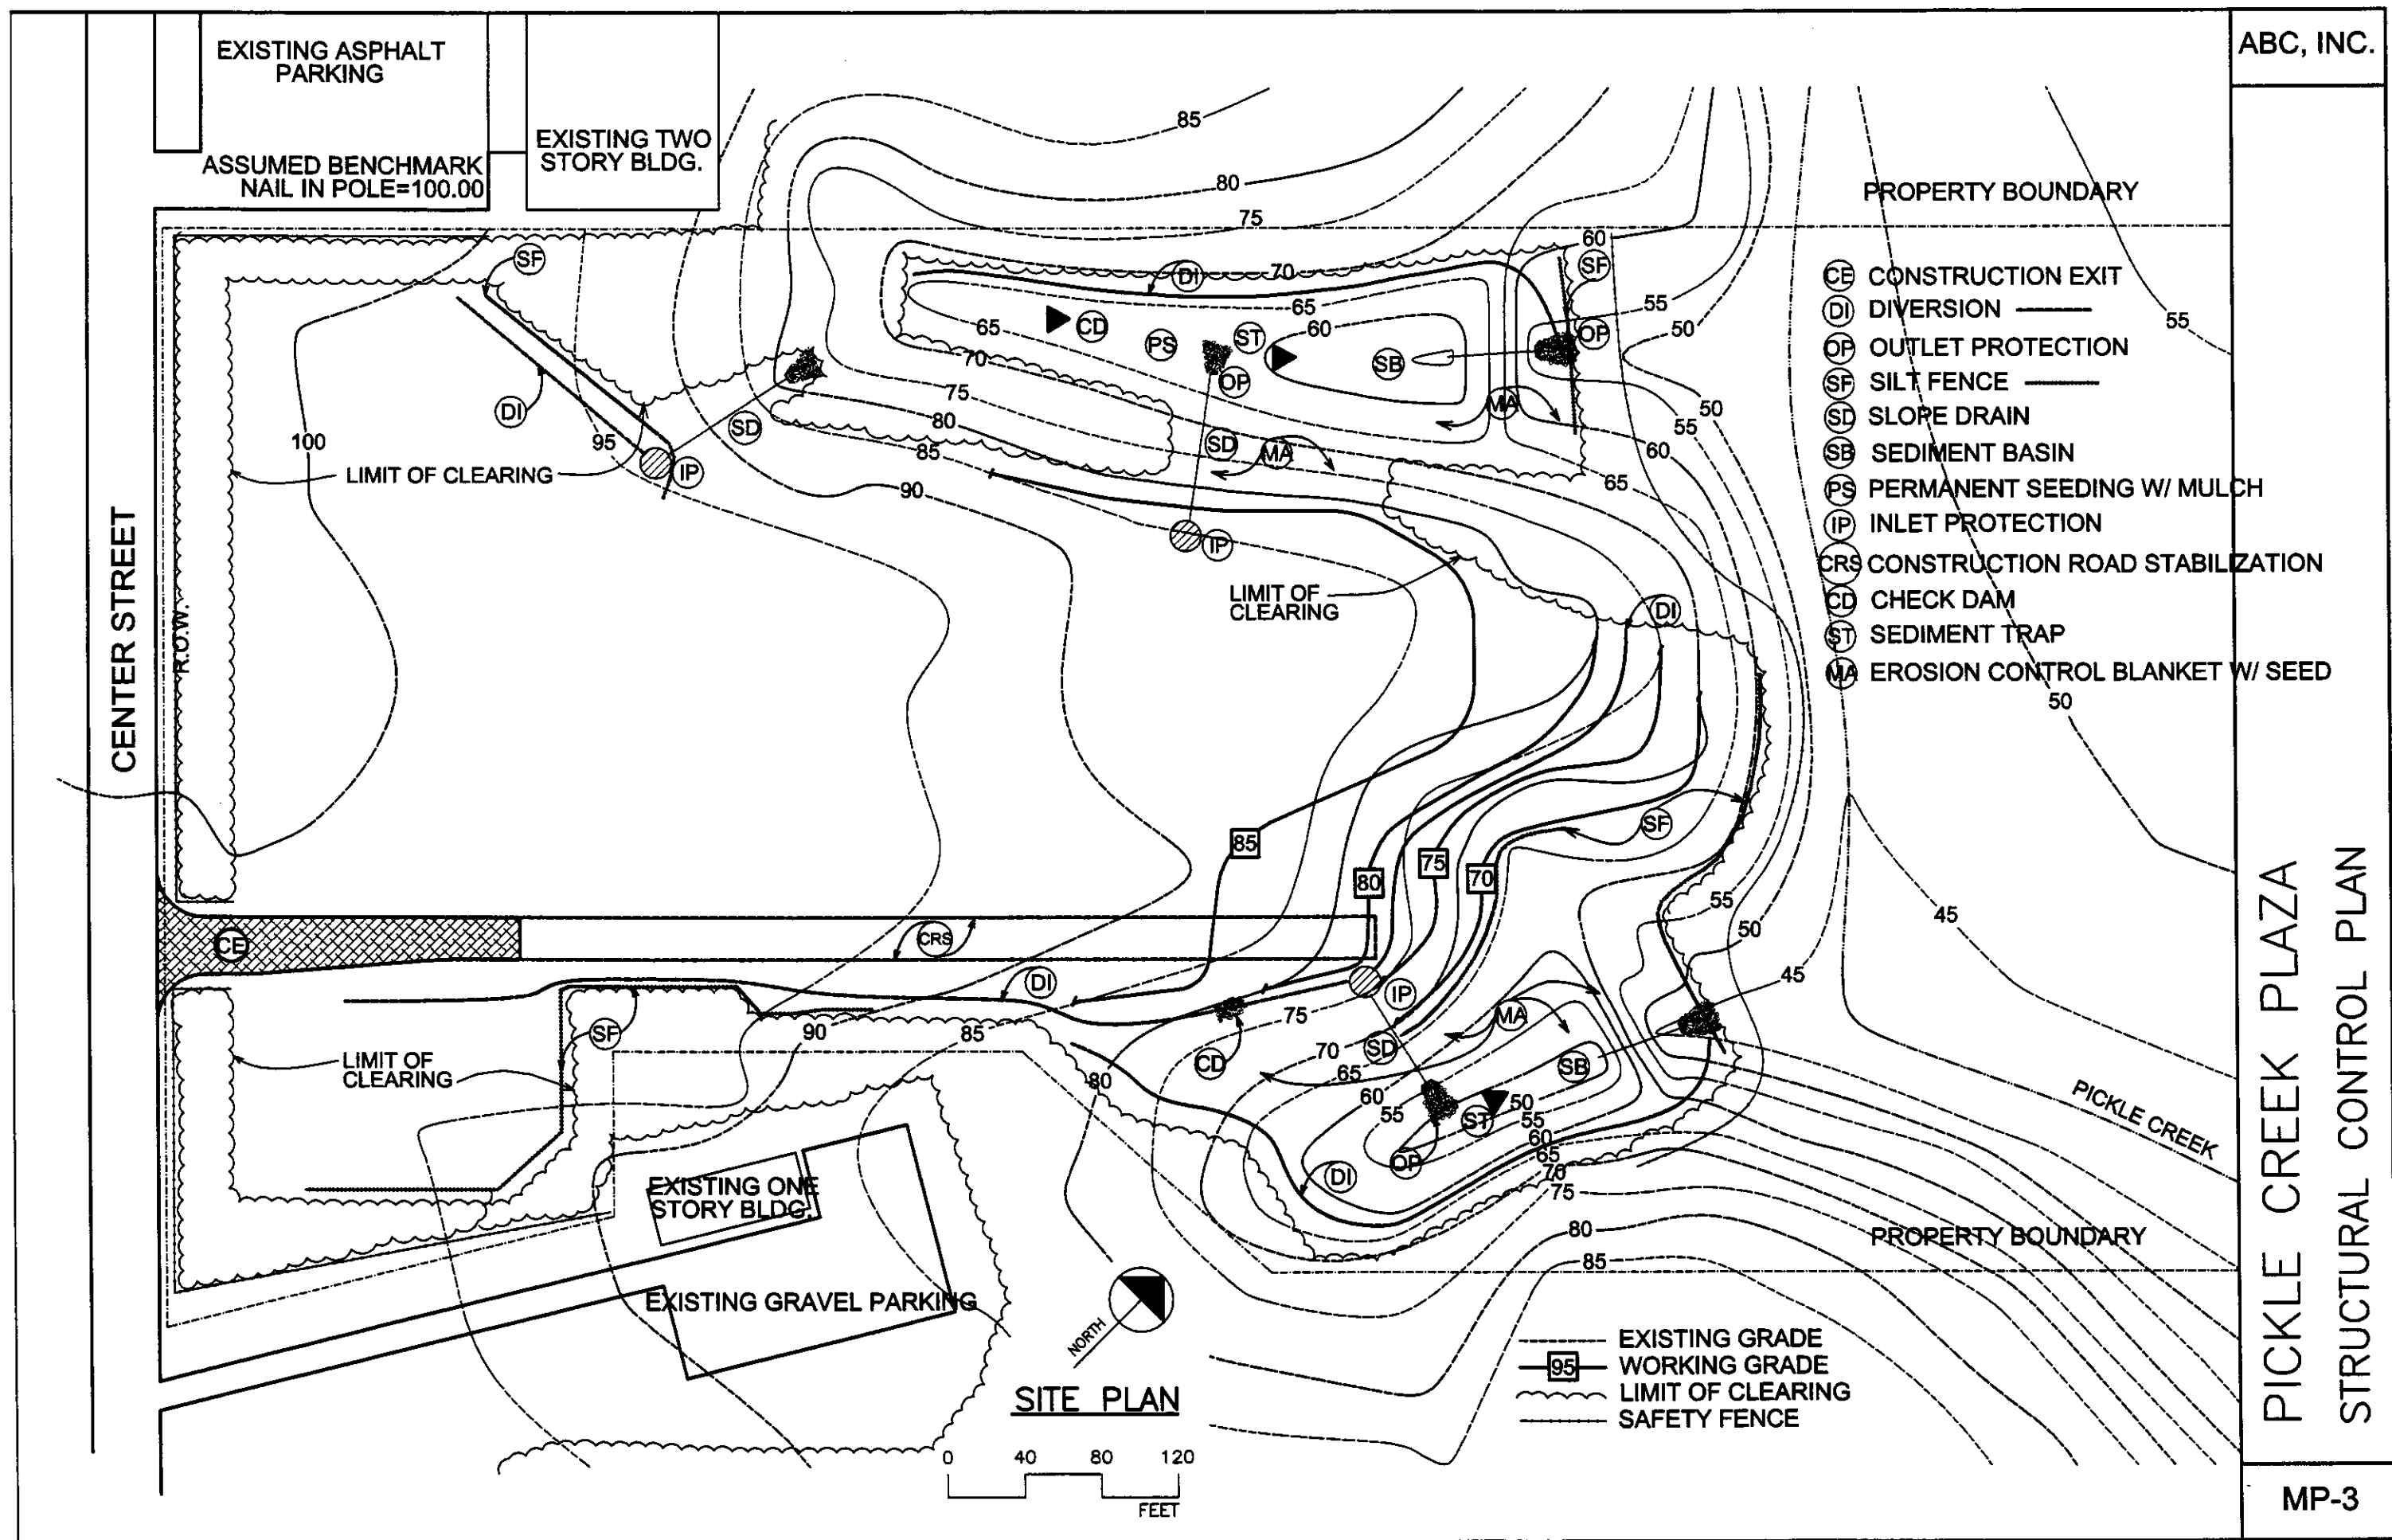 ABC, INC.
EXISTING ASPHALT
PARKING
EXISTING TWO
STORY BLDG.
ASSUMED BENCHMARK
NAIL IN POLE=100.00
85
80
75
PROPERTY BOUNDARY
60
SF
SF
DI
70
65
CE CONSTRUCTION EXIT
DI DIVERSION
OP OUTLET PROTECTION
SF SILT FENCE
SD SLOPE DRAIN
SB SEDIMENT BASIN
PS PERMANENT SEEDING W/ MULCH
IP INLET PROTECTION
CRS CONSTRUCTION ROAD STABILIZATION
CD CHECK DAM
ST SEDIMENT TRAP
MA EROSION CONTROL BLANKET W/ SEED
55
50
55
65
CD
PS
ST
60
SB
OP
70
OP
75
MA
50
55
DI
SD
80
SD
MA
60
100
95
85
LIMIT OF CLEARING
IP
90
65
IP
LIMIT OF
CLEARING
DI
CENTER STREET
R.O.W.
50
85
SF
80
75
70
55
50
45
45
CE
CRS
DI
IP
MA
SF
90
85
75
SD
CD
70
65
SB
LIMIT OF
CLEARING
80
60
55
ST
50
55
60
65
70
75
OP
DI
PICKLE CREEK
EXISTING ONE
STORY BLDG.
80
85
PROPERTY BOUNDARY
EXISTING GRAVEL PARKING
NORTH
SITE PLAN
0 40 80 120
FEET
EXISTING GRADE
95 WORKING GRADE
LIMIT OF CLEARING
SAFETY FENCE
PICKLE CREEK PLAZA
STRUCTURAL CONTROL PLAN
MP-3